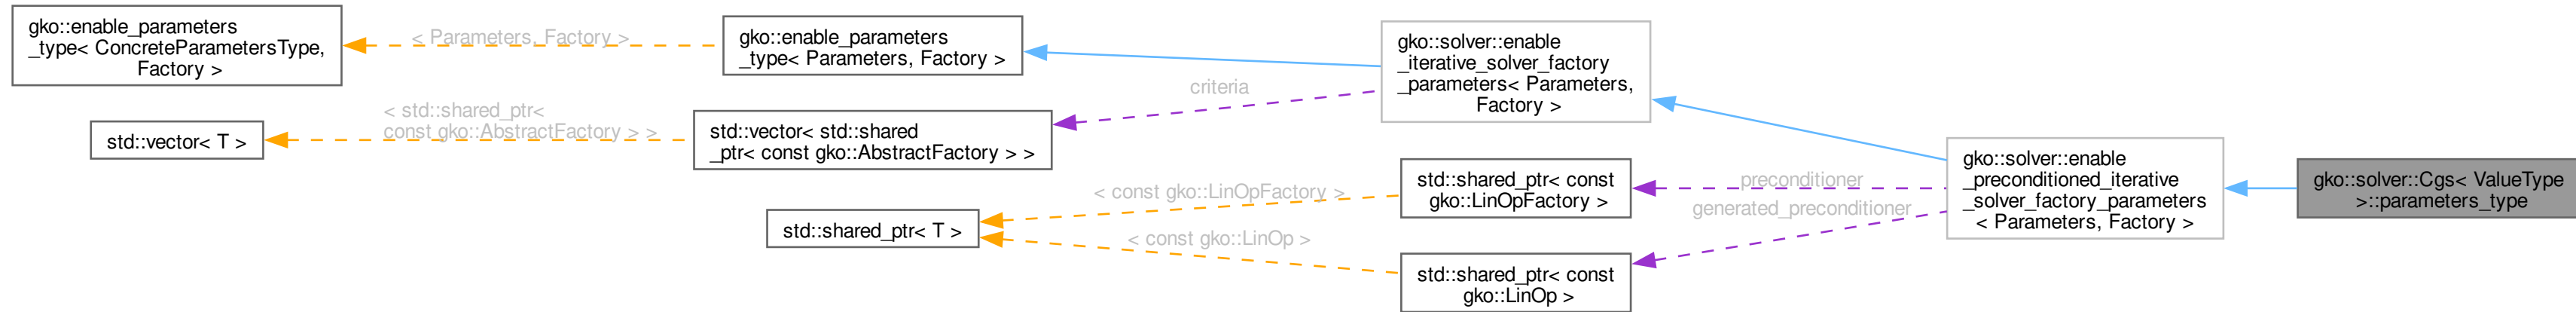 gko::enable_parameters
_type< ConcreteParametersType,
Factory >
< Parameters, Factory >
gko::enable_parameters
_type< Parameters, Factory >
gko::solver::enable
_iterative_solver_factory
_parameters< Parameters,
Factory >
criteria
std::vector< T >
< std::shared_ptr<
const gko::AbstractFactory > >
std::vector< std::shared
_ptr< const gko::AbstractFactory > >
std::shared_ptr< T >
< const gko::LinOpFactory >
< const gko::LinOp >
std::shared_ptr< const
gko::LinOpFactory >
std::shared_ptr< const
gko::LinOp >
preconditioner
generated_preconditioner
gko::solver::enable
_preconditioned_iterative
_solver_factory_parameters
< Parameters, Factory >
gko::solver::Cgs< ValueType
>::parameters_type